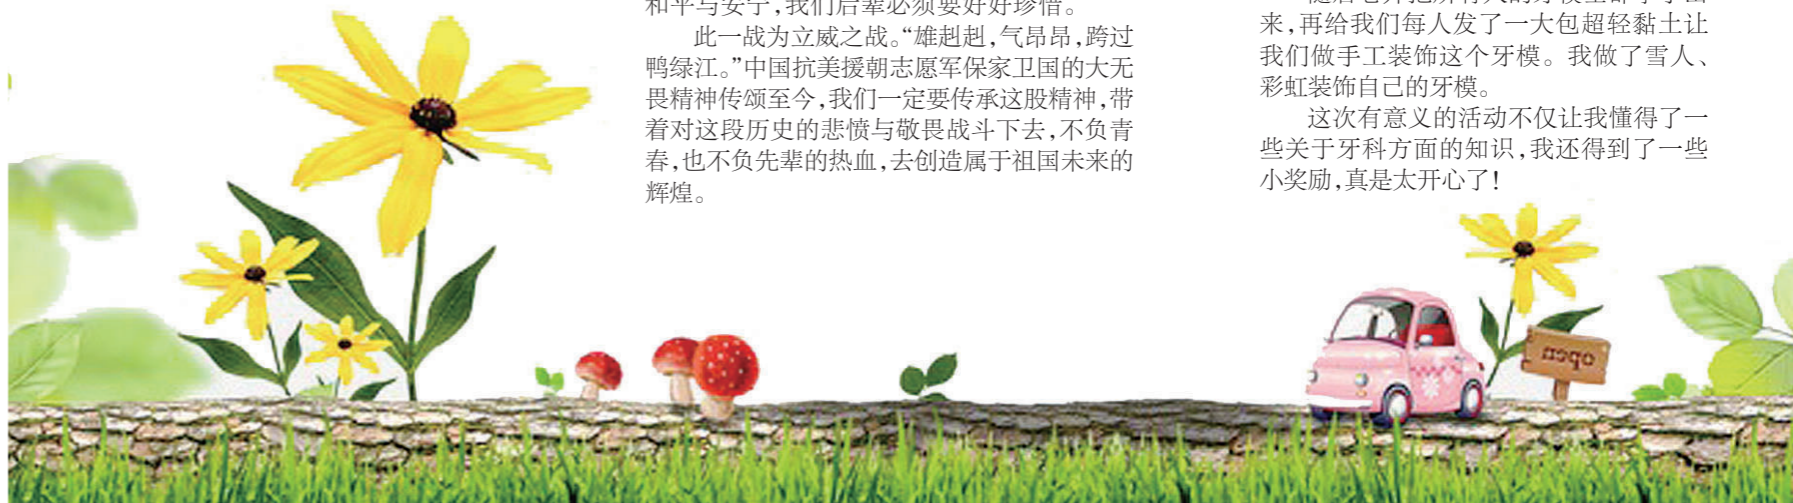 和平与安宁,我们后辈必须要好好珍惜。
此一战为立威之战。“雄赳赳,气昂昂,跨过
鸭绿江。”中国抗美援朝志愿军保家卫国的大无
畏精神传颂至今,我们一定要传承这股精神,带
着对这段历史的悲愤与敬畏战斗下去,不负青
春,也不负先辈的热血,去创造属于祖国未来的
辉煌。
来,再给我们每人发了一大包超轻黏土让
我们做手工装饰这个牙模。我做了雪人、
彩虹装饰自己的牙模。
这次有意义的活动不仅让我懂得了一
些关于牙科方面的知识,我还得到了一些
小奖励,真是太开心了!
open